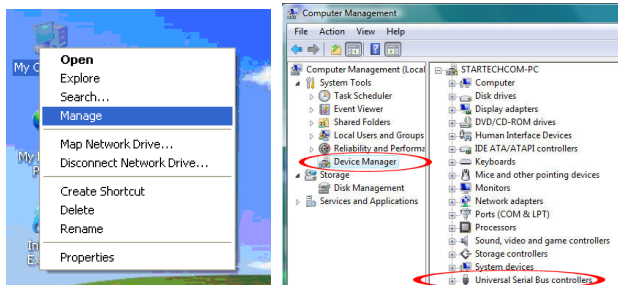 My C
Open
Explore
Search...
Manage
Map Network Drive...
Disconnect Network Drive...
Create Shortcut
Delete
Rename
Properties
My
P
In
E
Computer Management
File Action View Help
Computer Management (Local
System Tools
Task Scheduler
Event Viewer
Shared Folders
Local Users and Groups
Reliability and Performa
Device Manager
Storage
Disk Management
Services and Applications
STARTECHCOM-PC
Computer
Disk drives
Display adapters
DVD/CD-ROM drives
Human Interface Devices
IDE ATA/ATAPI controllers
Keyboards
Mice and other pointing devices
Monitors
Network adapters
Ports (COM & LPT)
Processors
Sound, video and game controllers
Storage controllers
System devices
Universal Serial Bus controllers